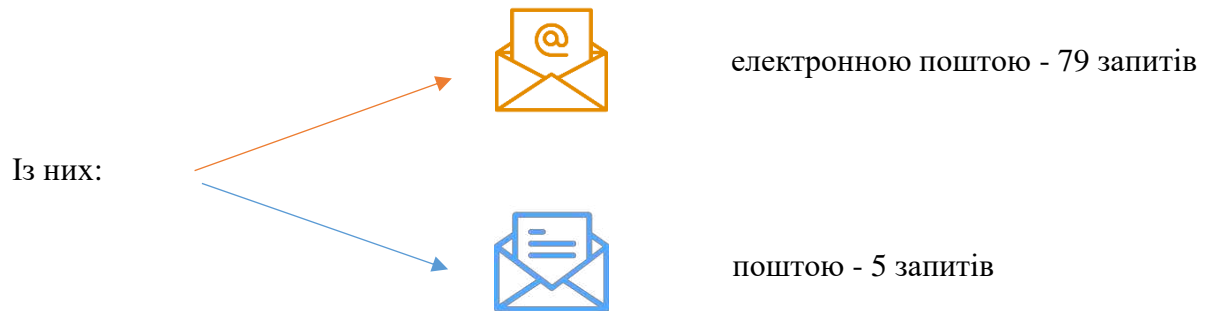 @
електронною поштою - 79 запитів
Із них:
поштою - 5 запитів